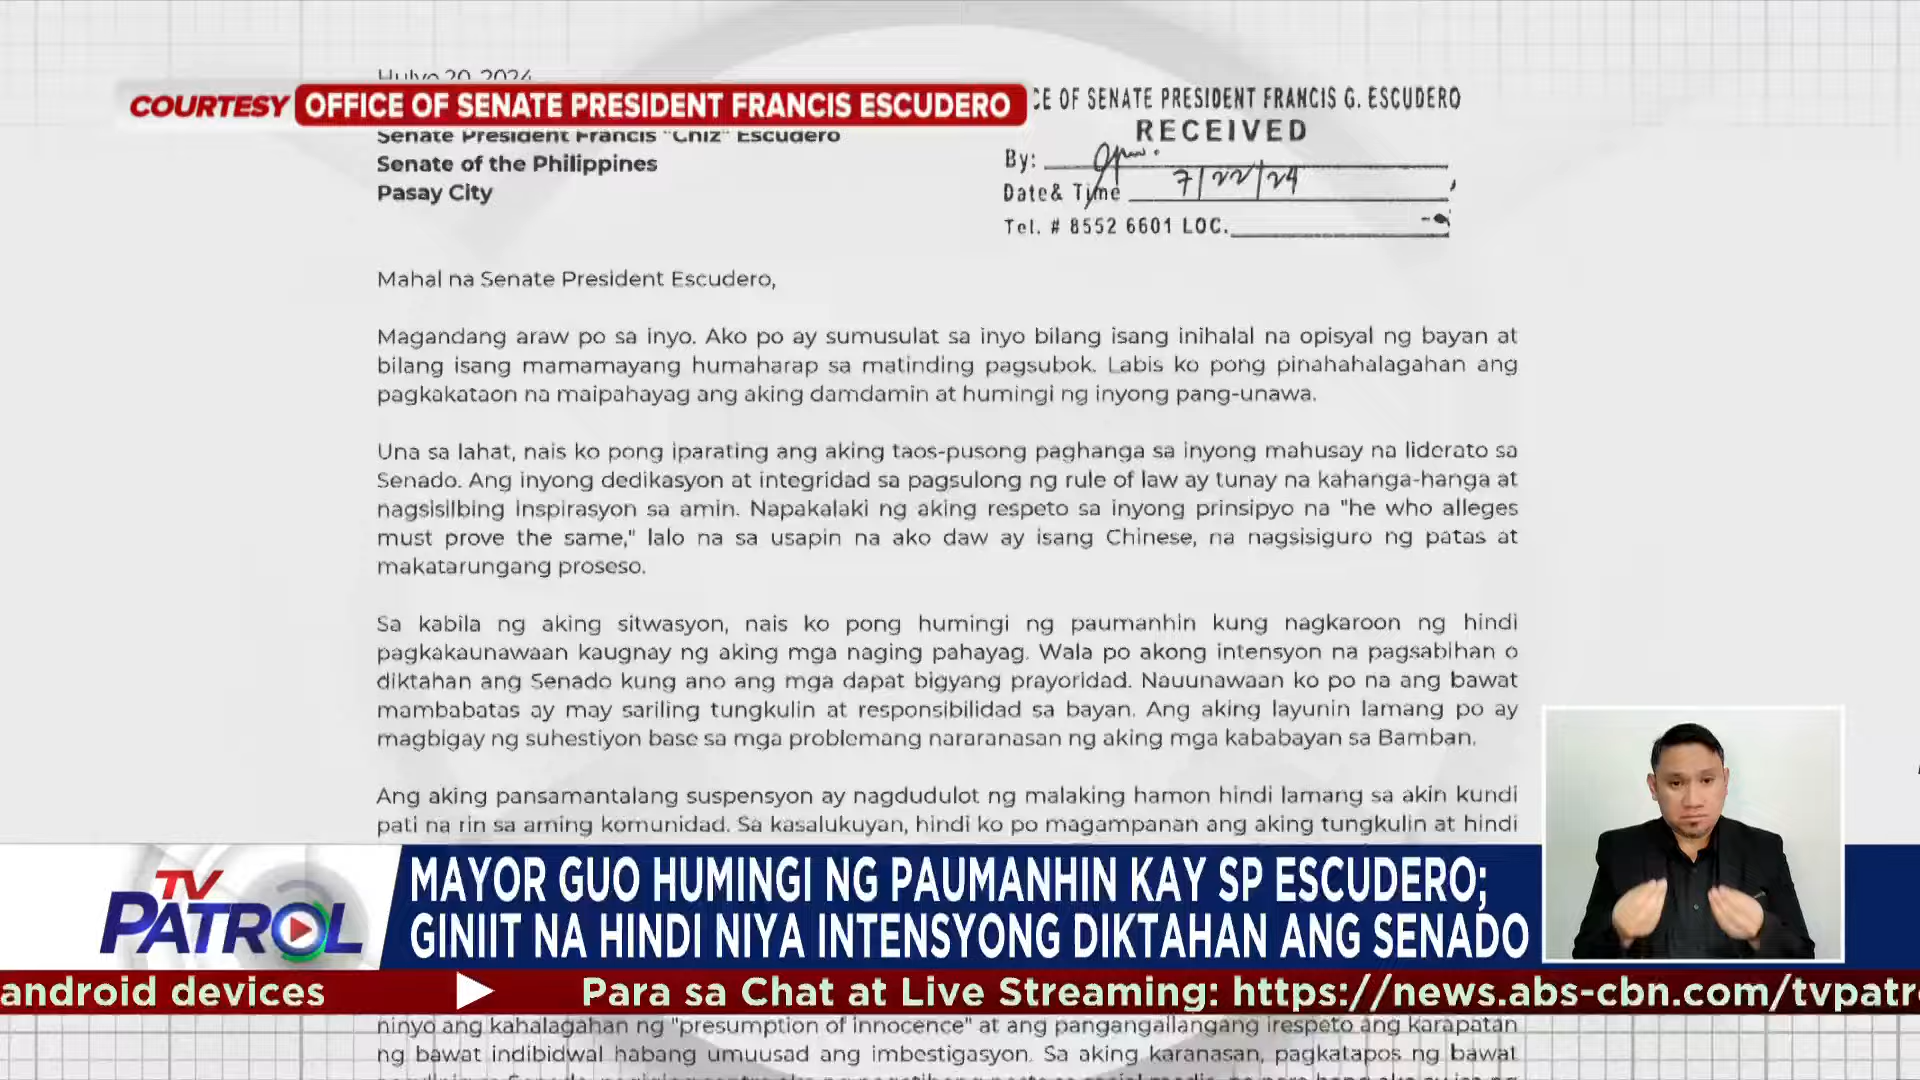 Hulyo 20, 2024
COURTESY OFFICE OF SENATE PRESIDENT FRANCIS ESCUDERO
CE OF SENATE PRESIDENT FRANCIS G. ESCUDERO
RECEIVED
By:
Date & Time 7/22/24
Tel. # 8552 6601 LOC.
Senate President Francis "Chiz" Escudero
Senate of the Philippines
Pasay City
Mahal na Senate President Escudero,
Magandang araw po sa inyo. Ako po ay sumusulat sa inyo bilang isang inihalal na opisyal ng bayan at
bilang isang mamamayang humaharap sa matinding pagsubok. Labis ko pong pinahahalagahan ang
pagkakataon na maipahayag ang aking damdamin at humingi ng inyong pang-unawa.
Una sa lahat, nais ko pong iparating ang aking taos-pusong paghanga sa inyong mahusay na liderato sa
Senado. Ang inyong dedikasyon at integridad sa pagsulong ng rule of law ay tunay na kahanga-hanga at
nagsisilbing inspirasyon sa amin. Napakalaki ng aking respeto sa inyong prinsipyo na "he who alleges
must prove the same," lalo na sa usapin na ako daw ay isang Chinese, na nagsisiguro ng patas at
makatarungang proseso.
Sa kabila ng aking sitwasyon, nais ko pong humingi ng paumanhin kung nagkaroon ng hindi
pagkakaunawaan kaugnay ng aking mga naging pahayag. Wala po akong intensyon na pagsabihan o
diktahan ang Senado kung ano ang mga dapat bigyang prayoridad. Nauunawaan ko po na ang bawat
mambabatas ay may sariling tungkulin at responsibilidad sa bayan. Ang aking layunin lamang po ay
magbigay ng suhestiyon base sa mga problemang nararanasan ng aking mga kababayan sa Bamban.
Ang aking pansamantalang suspensyon ay nagdudulot ng malaking hamon hindi lamang sa akin kundi
pati na rin sa aming komunidad. Sa kasalukuyan, hindi ko po magampanan ang aking tungkulin at hindi
TV PATROL
MAYOR GUO HUMINGI NG PAUMANHIN KAY SP ESCUDERO;
GINIIT NA HINDI NIYA INTENSYONG DIKTAHAN ANG SENADO
android devices Para sa Chat at Live Streaming: https://news.abs-cbn.com/tvpatro
ninyo ang kahalagahan ng "presumption of innocence" at ang pangangailangang irespeto ang karapatan
ng bawat indibidwal habang umuusad ang imbestigasyon. Sa aking karanasan, pagkatapos ng bawat